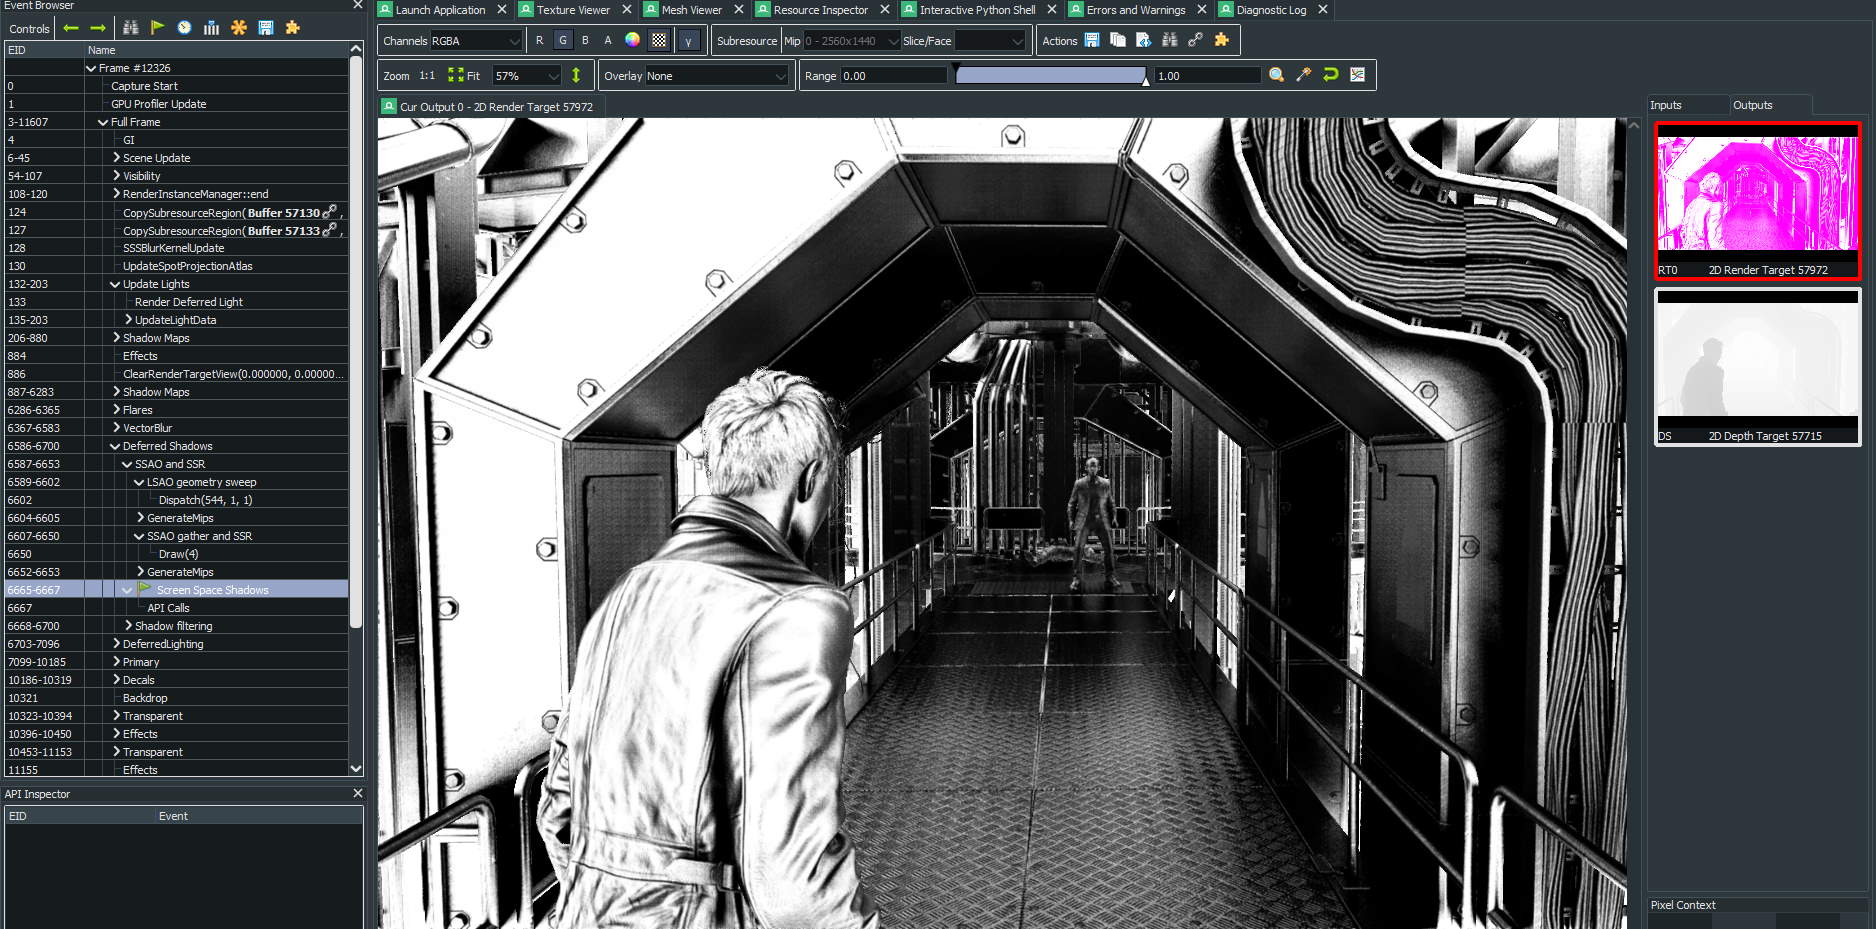 Event Browser
Controls
EID Name
Frame #12326
0 Capture Start
1 GPU Profiler Update
3-11607 Full Frame
4 GI
6-45 Scene Update
54-107 Visibility
108-120 RenderInstanceManager::end
124 CopySubresourceRegion( Buffer 57130 ,
127 CopySubresourceRegion( Buffer 57133 ,
128 SSSBlurKernelUpdate
130 UpdateSpotProjectionAtlas
132-203 Update Lights
133 Render Deferred Light
135-203 UpdateLightData
206-880 Shadow Maps
884 Effects
886 ClearRenderTargetView(0.000000, 0.00000...
887-6283 Shadow Maps
6286-6365 Flares
6367-6583 VectorBlur
6586-6700 Deferred Shadows
6587-6653 SSAO and SSR
6589-6602 LSAO geometry sweep
6602 Dispatch(544, 1, 1)
6604-6605 GenerateMips
6607-6650 SSAO gather and SSR
6650 Draw(4)
6652-6653 GenerateMips
6665-6667 Screen Space Shadows
6667 API Calls
6668-6700 Shadow filtering
6703-7096 DeferredLighting
7099-10185 Primary
10186-10319 Decals
10321 Backdrop
10323-10394 Transparent
10396-10450 Effects
10453-11153 Transparent
11155 Effects
API Inspector
EID Event
Launch Application Texture Viewer Mesh Viewer Resource Inspector Interactive Python Shell Errors and Warnings Diagnostic Log
Channels RGBA R G B A γ Subresource Mip 0 - 2560x1440 Slice/Face Actions
Zoom 1:1 Fit 57% Overlay None Range 0.00 1.00
Cur Output 0 - 2D Render Target 57972
Inputs Outputs
RT0 2D Render Target 57972
DS 2D Depth Target 57715
Pixel Context